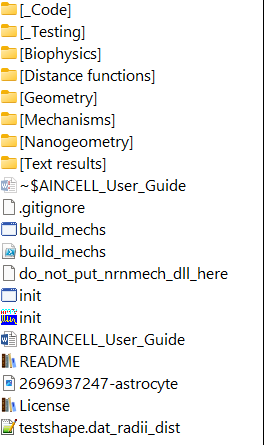 [_Code]
[_Testing]
[Biophysics]
[Distance functions]
[Geometry]
[Mechanisms]
[Nanogeometry]
[Text results]
~$AINCELL_User_Guide
.gitignore
build_mechs
build_mechs
do_not_put_nrnmech_dll_here
init
init
BRAINCELL_User_Guide
README
2696937247-astrocyte
License
testshape.dat_radii_dist